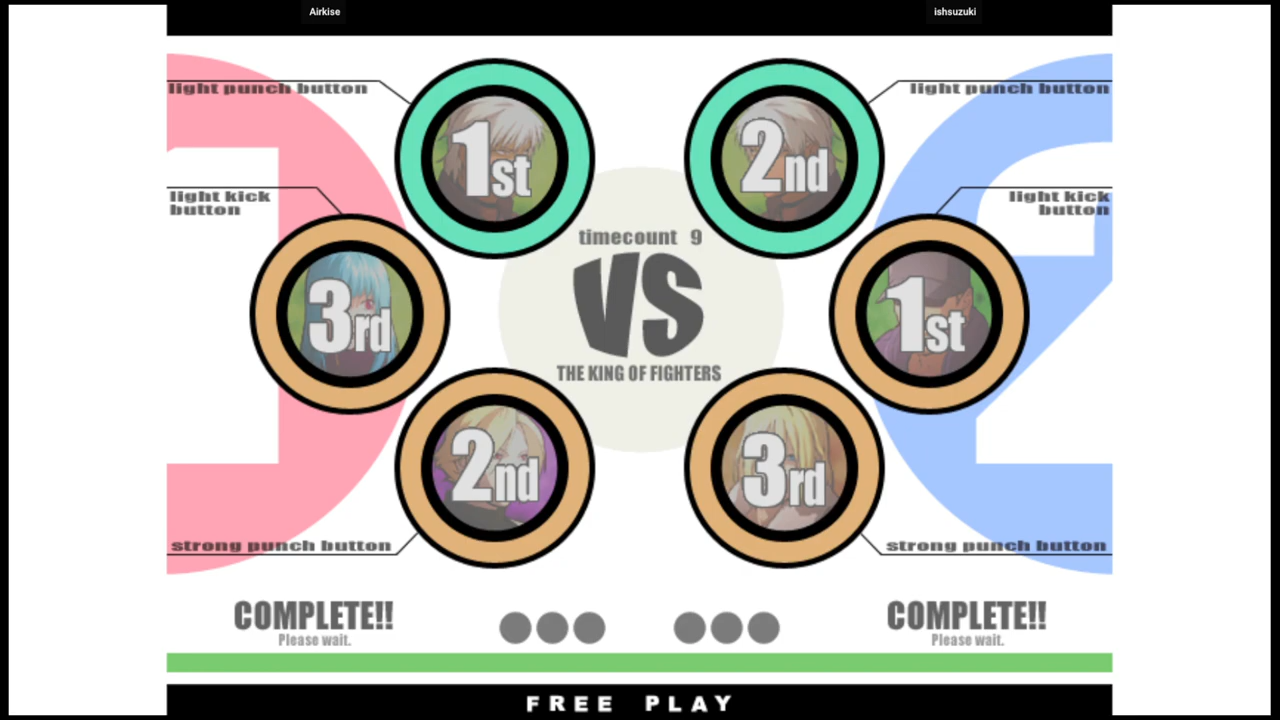 Airkise
ishsuzuki
light punch button
light punch button
1st
2nd
light kick
button
light kick
button
timecount 9
VS
THE KING OF FIGHTERS
3rd
1st
2nd
3rd
strong punch button
strong punch button
COMPLETE!!
Please wait.
COMPLETE!!
Please wait.
FREE PLAY